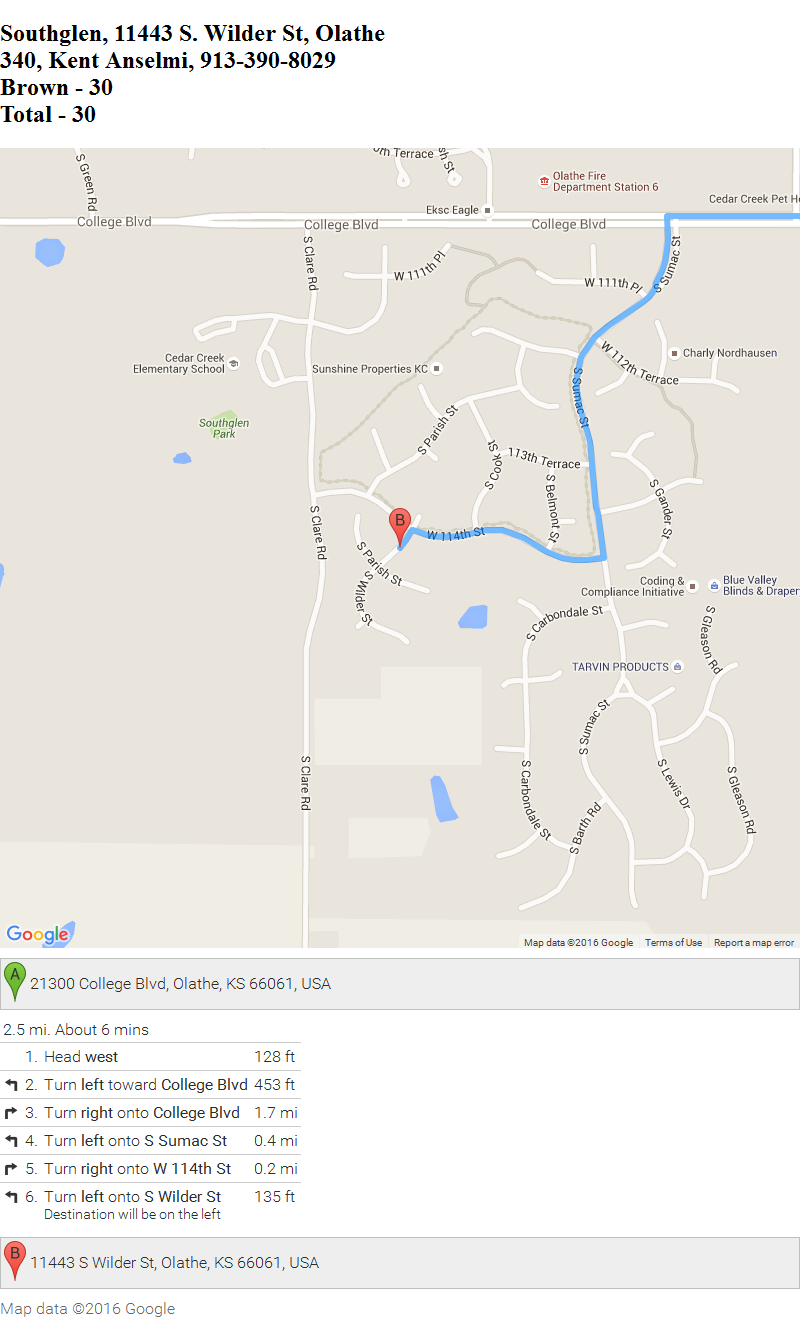 Southglen, 11443 S. Wilder St, Olathe
340, Kent Anselmi, 913-390-8029
Brown - 30
Total - 30
Terrace
S Green Rd
Olathe Fire
Department Station 6
Cedar Creek Pet
Eksc Eagle
College Blvd
College Blvd
College Blvd
S Clare Rd
S Sumac St
W 111th Pl
W 111th Pl
Cedar Creek
Elementary School
Sunshine Properties KC
Charly Nordhausen
W 112th Terrace
S Sumac St
Southglen
Park
S Parish St
S Cook St
113th Terrace
S Belmont St
S Gander St
S Clare Rd
B
W 114th St
S Parish St
S Wilder St
Coding &
Compliance Initiative
Blue Valley
Blinds & Drapery
S Carbondale St
S Gleason Rd
TARVIN PRODUCTS
S Sumac St
S Clare Rd
S Carbondale St
S Barth Rd
S Lewis Dr
S Gleason Rd
Google
Map data ©2016 Google Terms of Use Report a map error
A 21300 College Blvd, Olathe, KS 66061, USA
2.5 mi. About 6 mins
1. Head west 128 ft
2. Turn left toward College Blvd 453 ft
3. Turn right onto College Blvd 1.7 mi
4. Turn left onto S Sumac St 0.4 mi
5. Turn right onto W 114th St 0.2 mi
6. Turn left onto S Wilder St 135 ft
Destination will be on the left
B 11443 S Wilder St, Olathe, KS 66061, USA
Map data ©2016 Google